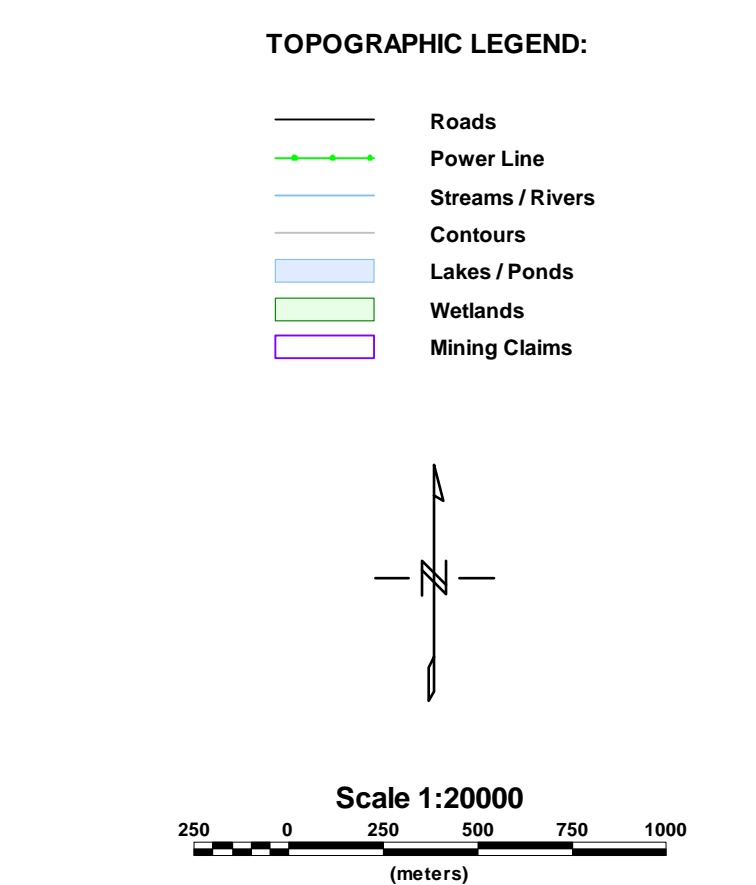 TOPOGRAPHIC LEGEND:
Roads
Power Line
Streams / Rivers
Contours
Lakes / Ponds
Wetlands
Mining Claims
N
Scale 1:20000
250 0 250 500 750 1000
(meters)